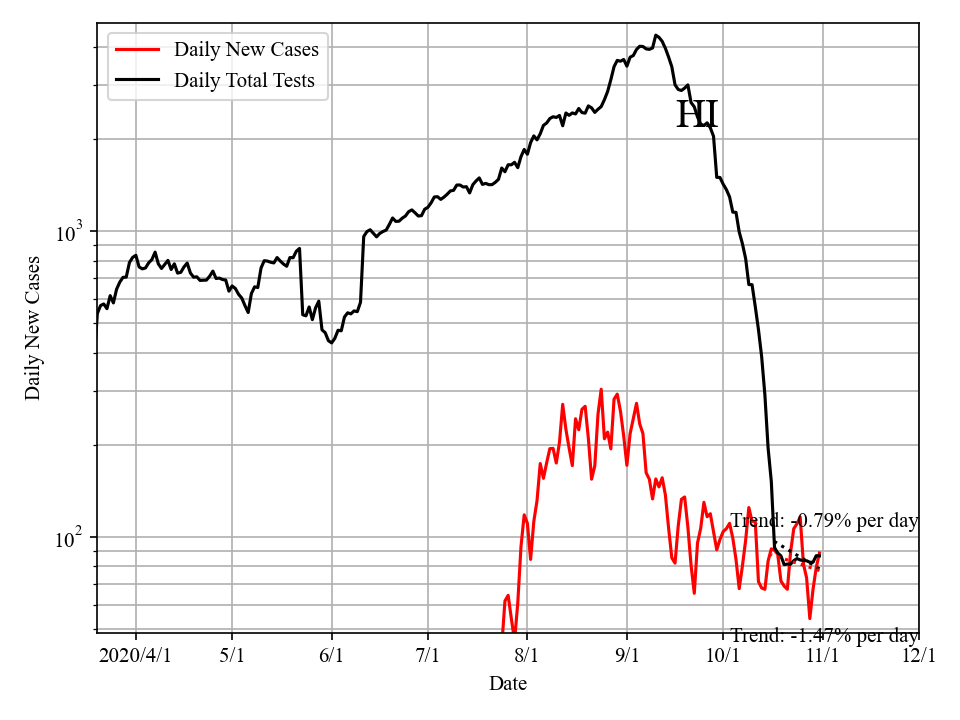 Daily New Cases
Daily Total Tests
HI
10^3
10^2
Daily New Cases
Trend: -0.79% per day
Trend: -1.47% per day
2020/4/1 5/1 6/1 7/1 8/1 9/1 10/1 11/1 12/1
Date